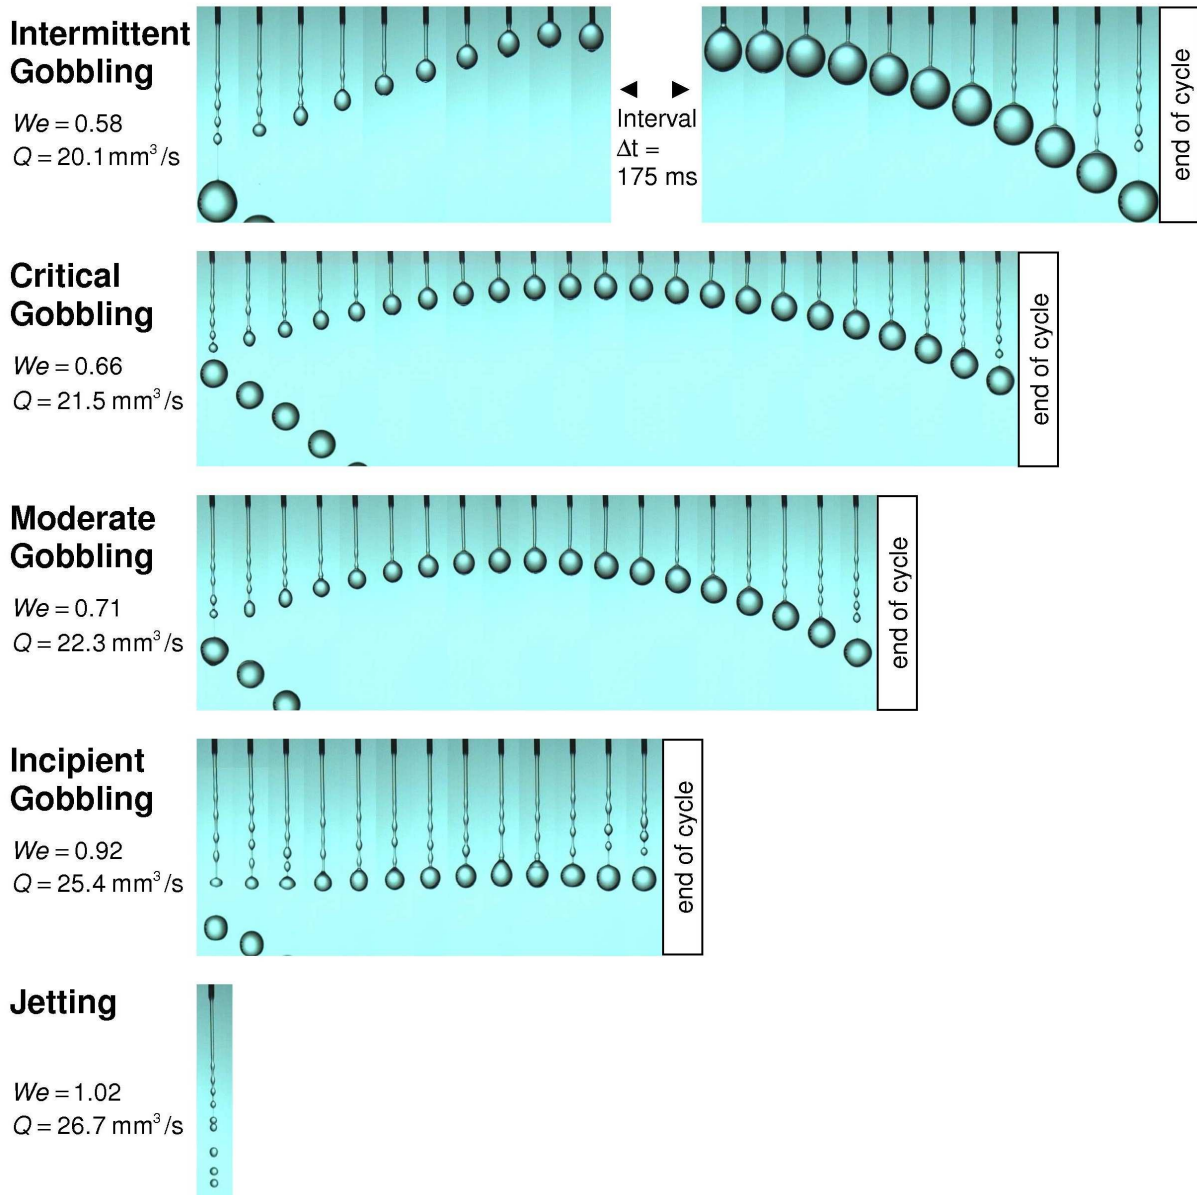 Intermittent
Gobbling
We = 0.58
Q = 20.1 mm³/s
Interval
Δt =
175 ms
end of cycle
Critical
Gobbling
We = 0.66
Q = 21.5 mm³/s
end of cycle
Moderate
Gobbling
We = 0.71
Q = 22.3 mm³/s
end of cycle
Incipient
Gobbling
We = 0.92
Q = 25.4 mm³/s
end of cycle
Jetting
We = 1.02
Q = 26.7 mm³/s